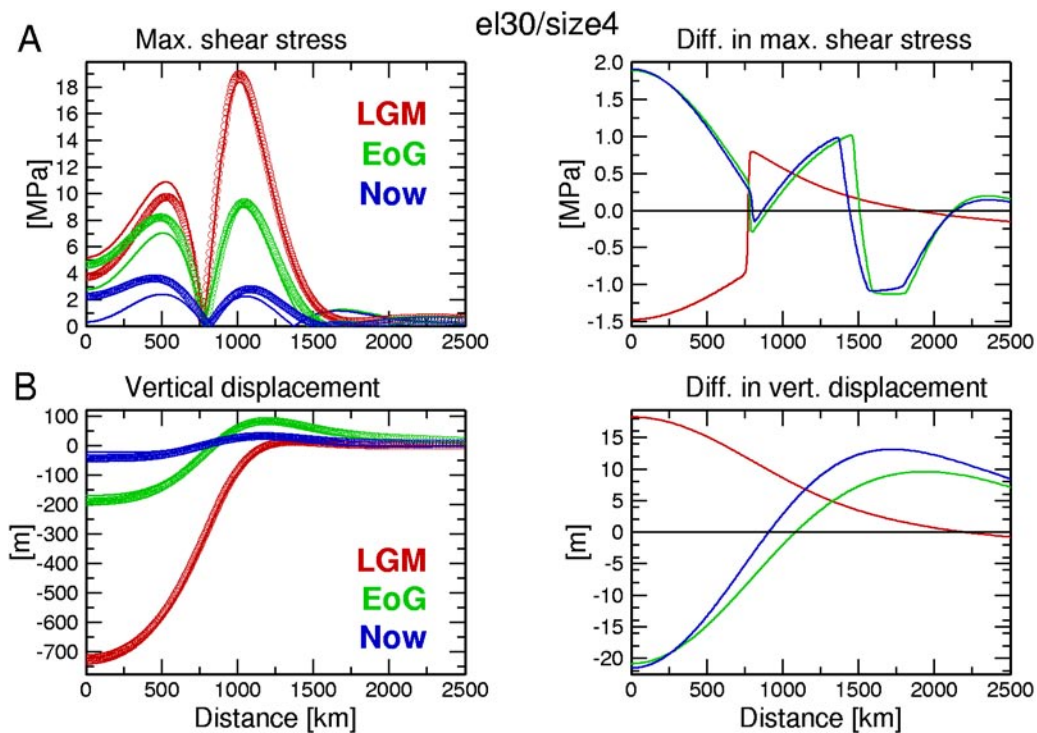 el30/size4
A
Max. shear stress
[MPa]
18
16
14
12
10
8
6
4
2
0
LGM
EoG
Now
0 500 1000 1500 2000 2500
Diff. in max. shear stress
[MPa]
2.0
1.5
1.0
0.5
0.0
-0.5
-1.0
-1.5
0 500 1000 1500 2000 2500
B
Vertical displacement
[m]
100
0
-100
-200
-300
-400
-500
-600
-700
LGM
EoG
Now
0 500 1000 1500 2000 2500
Distance [km]
Diff. in vert. displacement
[m]
15
10
5
0
-5
-10
-15
-20
0 500 1000 1500 2000 2500
Distance [km]